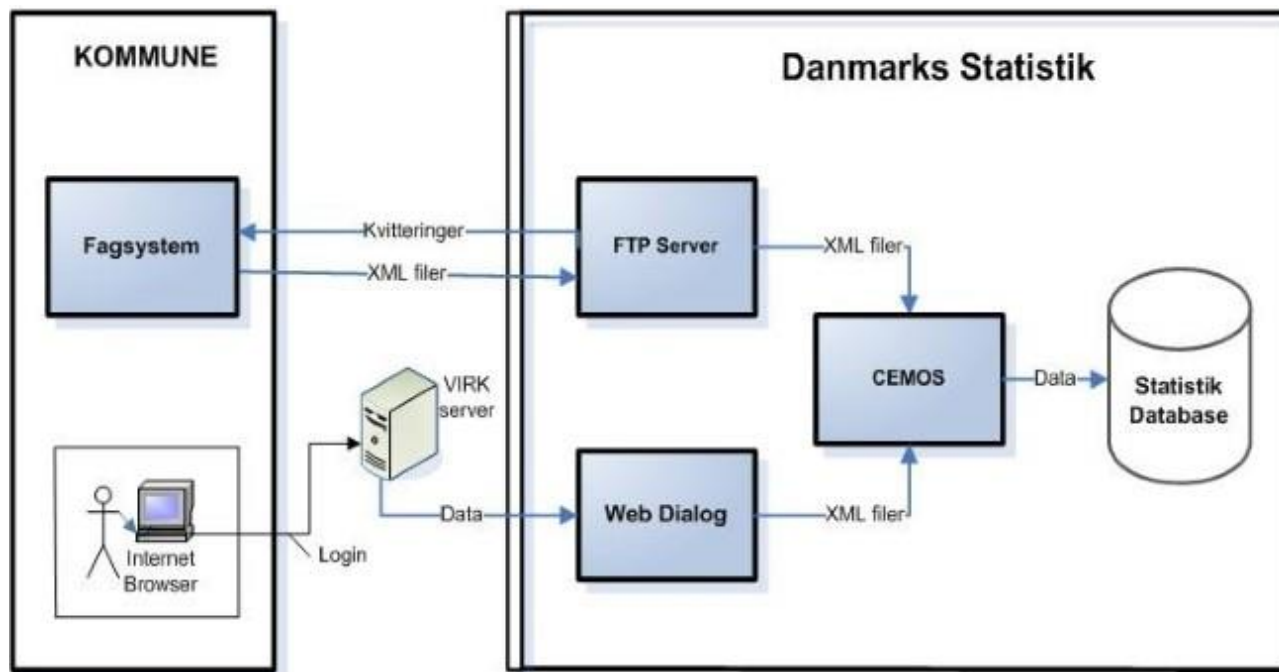 KOMMUNE
Danmarks Statistik
Fagsystem
Kvitteringer
XML filer
FTP Server
XML filer
CEMOS
Data
Statistik
Database
VIRK
server
Internet
Browser
Login
Data
Web Dialog
XML filer